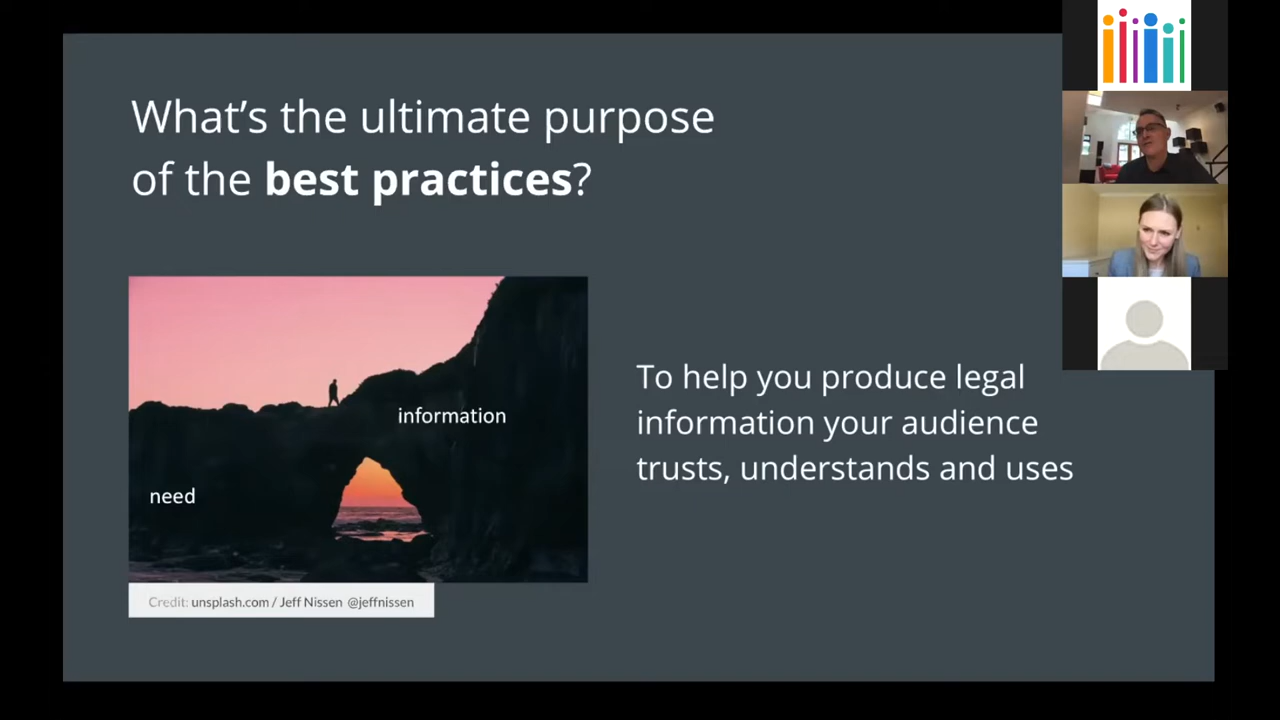 What's the ultimate purpose
of the best practices?
information
need
To help you produce legal
information your audience
trusts, understands and uses
Credit: unsplash.com / Jeff Nissen @jeffnissen